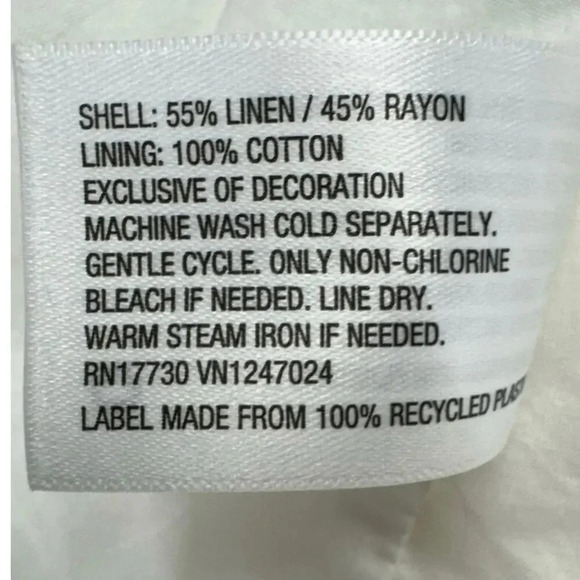 SHELL: 55% LINEN / 45% RAYON
LINING: 100% COTTON
EXCLUSIVE OF DECORATION
MACHINE WASH COLD SEPARATELY.
GENTLE CYCLE. ONLY NON-CHLORINE
BLEACH IF NEEDED. LINE DRY.
WARM STEAM IRON IF NEEDED.
RN17730 VN1247024
LABEL MADE FROM 100% RECYCLED